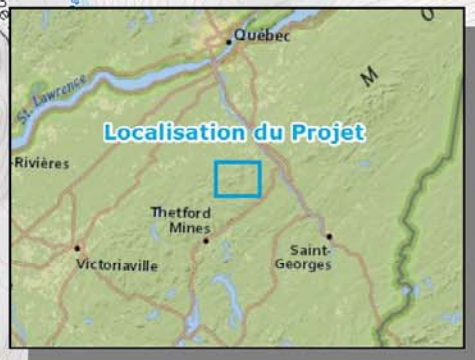 Québec
M O
St. Lawrence
Localisation du Projet
-Rivières
Thetford
Mines
Saint-
Georges
Victoriaville